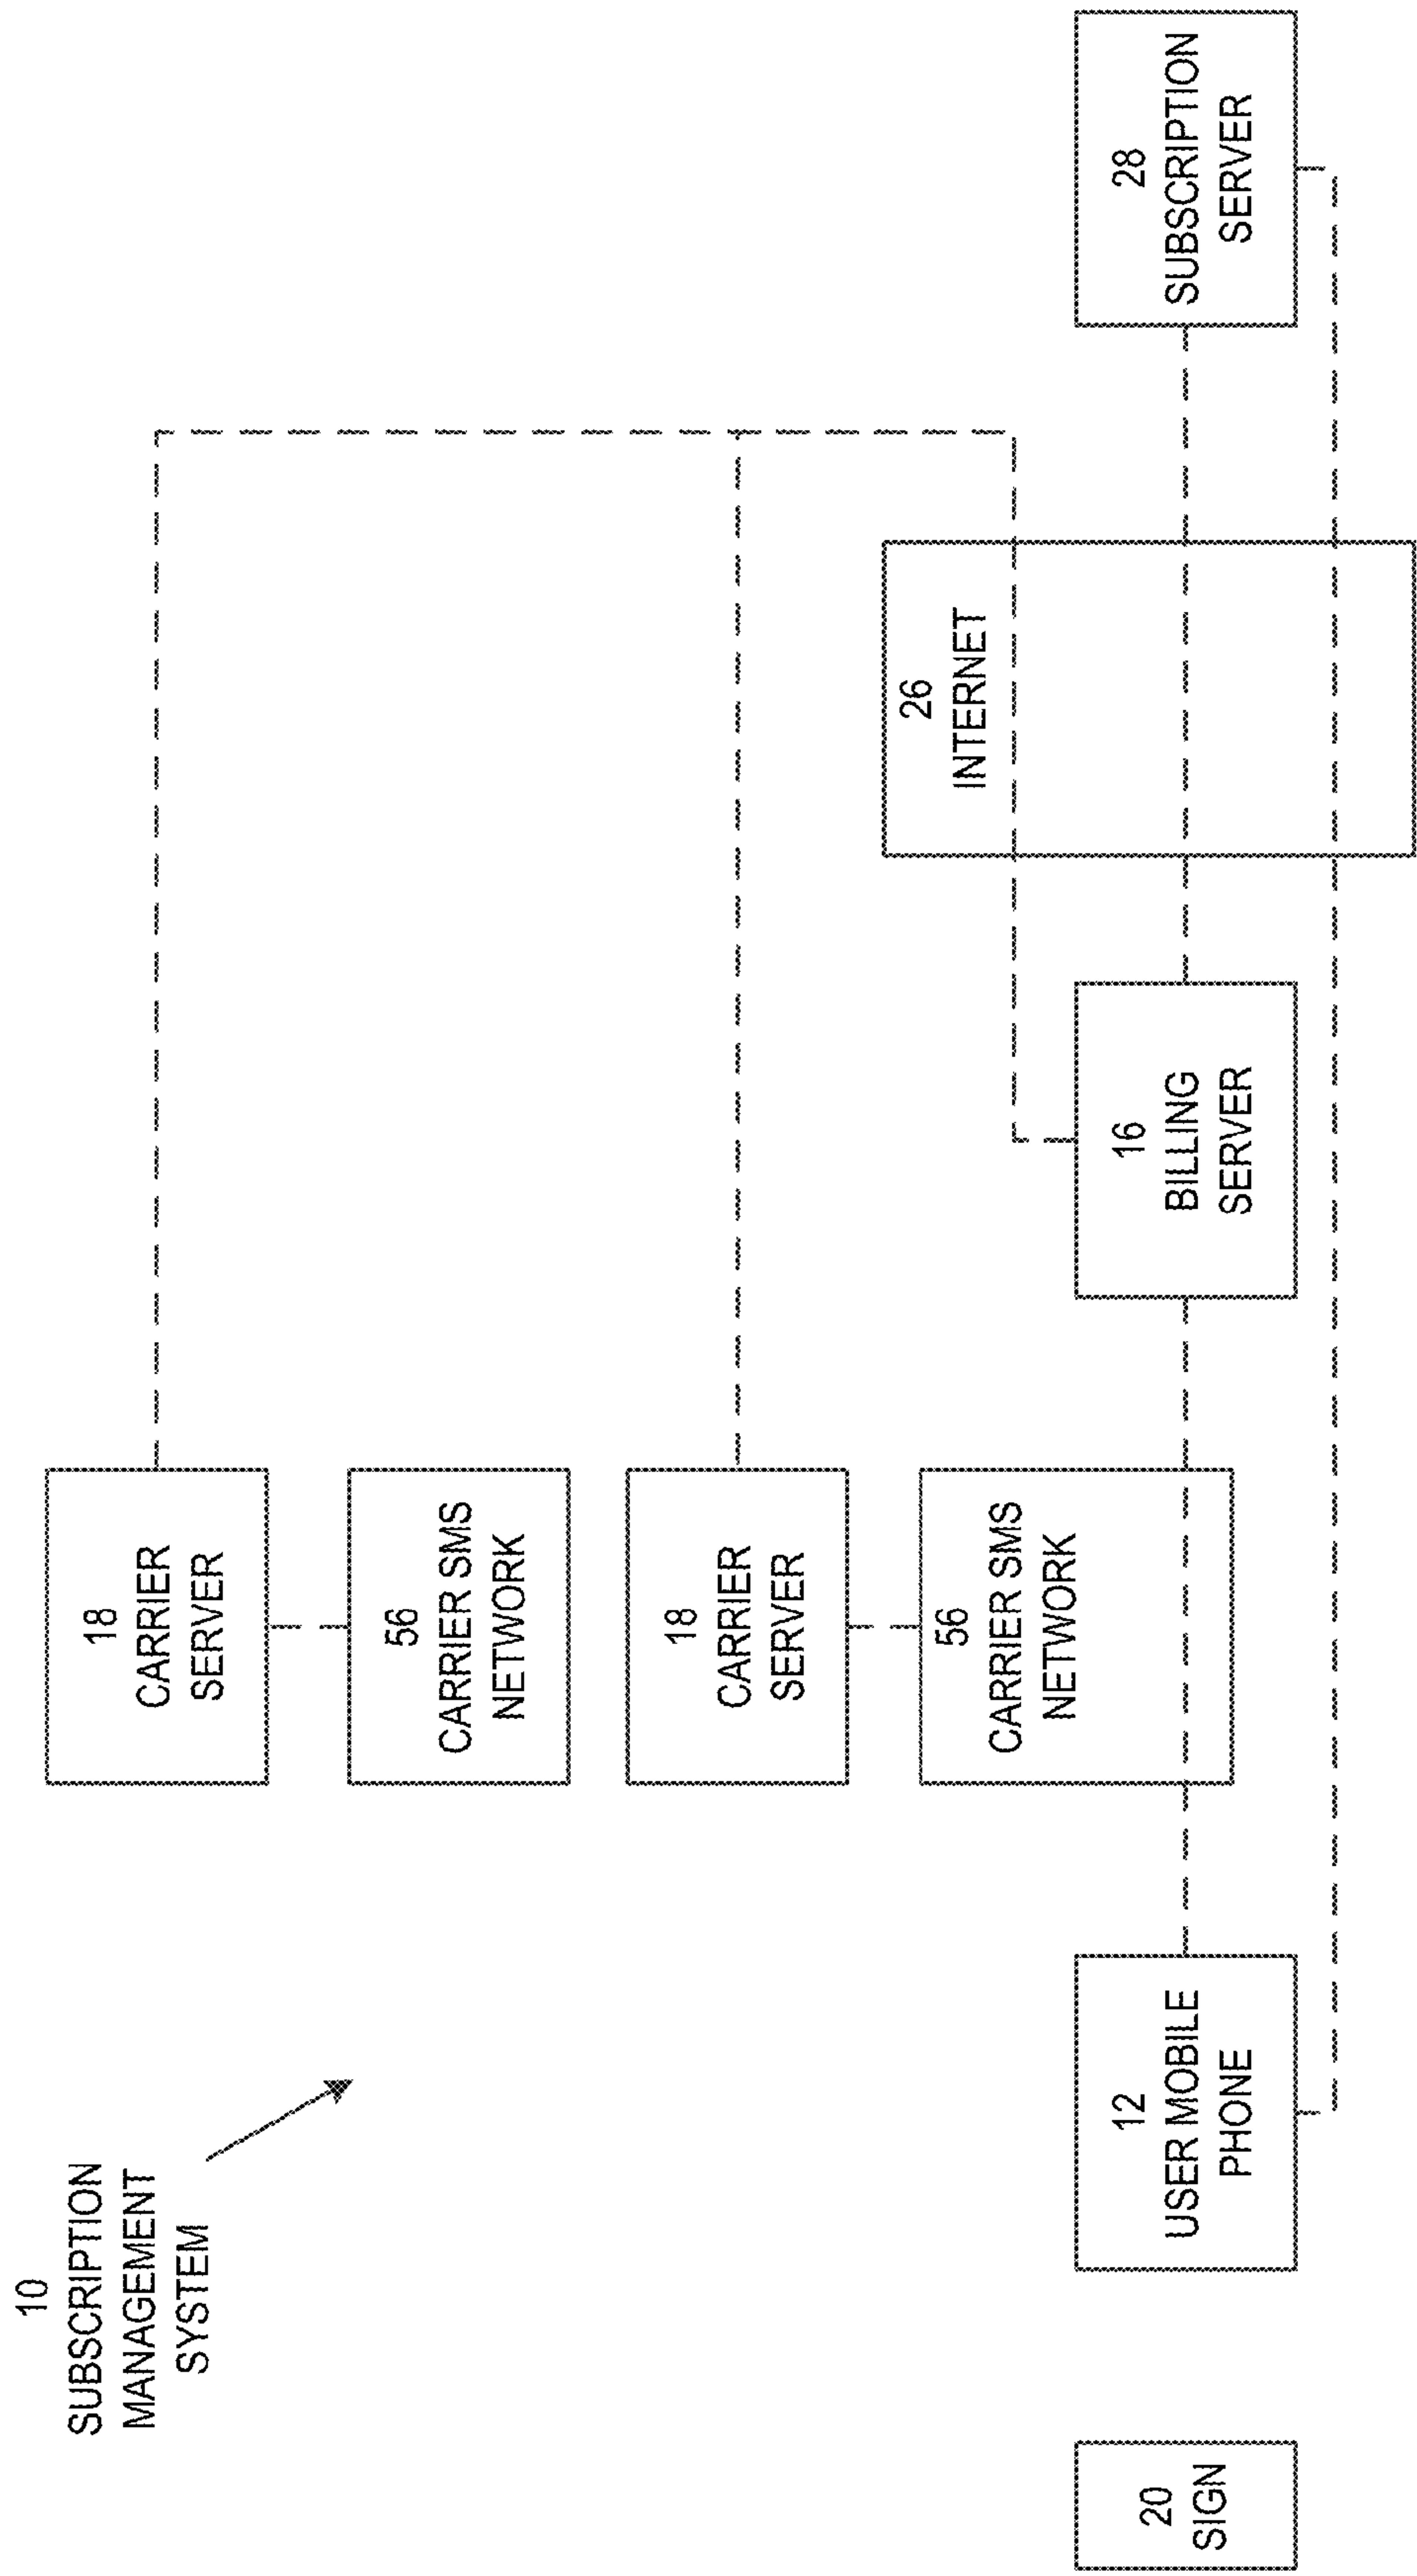 10
SUBSCRIPTION
MANAGEMENT
SYSTEM
18
CARRIER
SERVER
56
CARRIER SMS
NETWORK
18
CARRIER
SERVER
56
CARRIER SMS
NETWORK
26
INTERNET
20
SIGN
12
USER MOBILE
PHONE
16
BILLING
SERVER
28
SUBSCRIPTION
SERVER